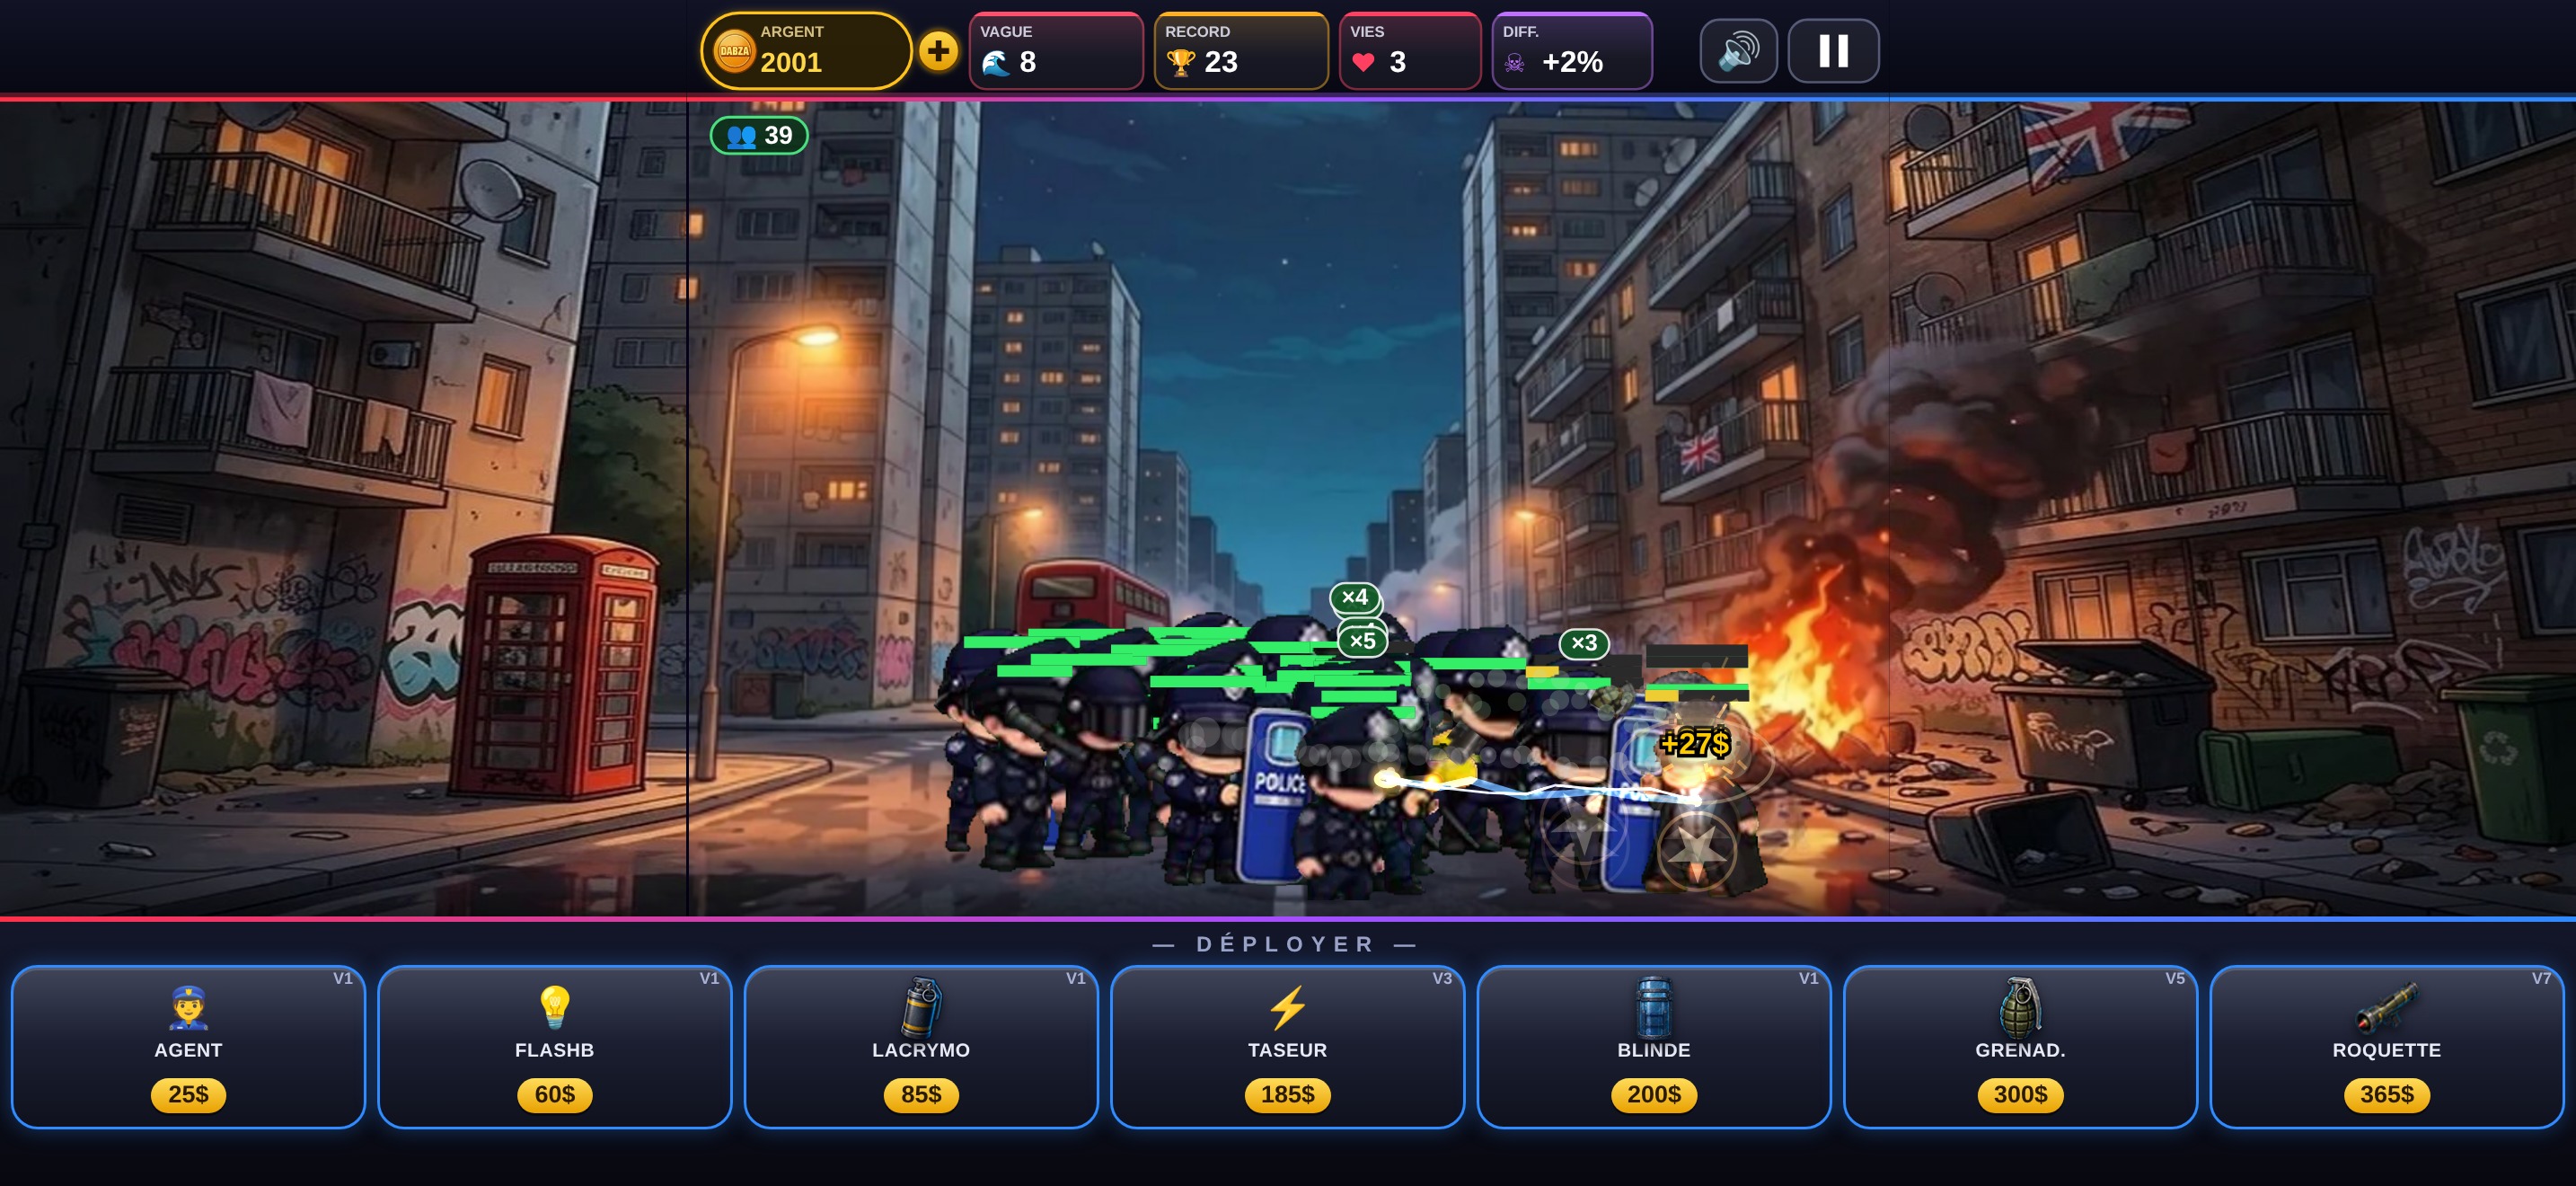 ARGENT
DABZA
2001
VAGUE
8
RECORD
23
VIES
3
DIFF.
+2%
39
×4
×5
×3
+27$
POLICE
— DÉPLOYER —
V1
AGENT
25$
V1
FLASHB
60$
V1
LACRYMO
85$
V3
TASEUR
185$
V1
BLINDE
200$
V5
GRENAD.
300$
V7
ROQUETTE
365$